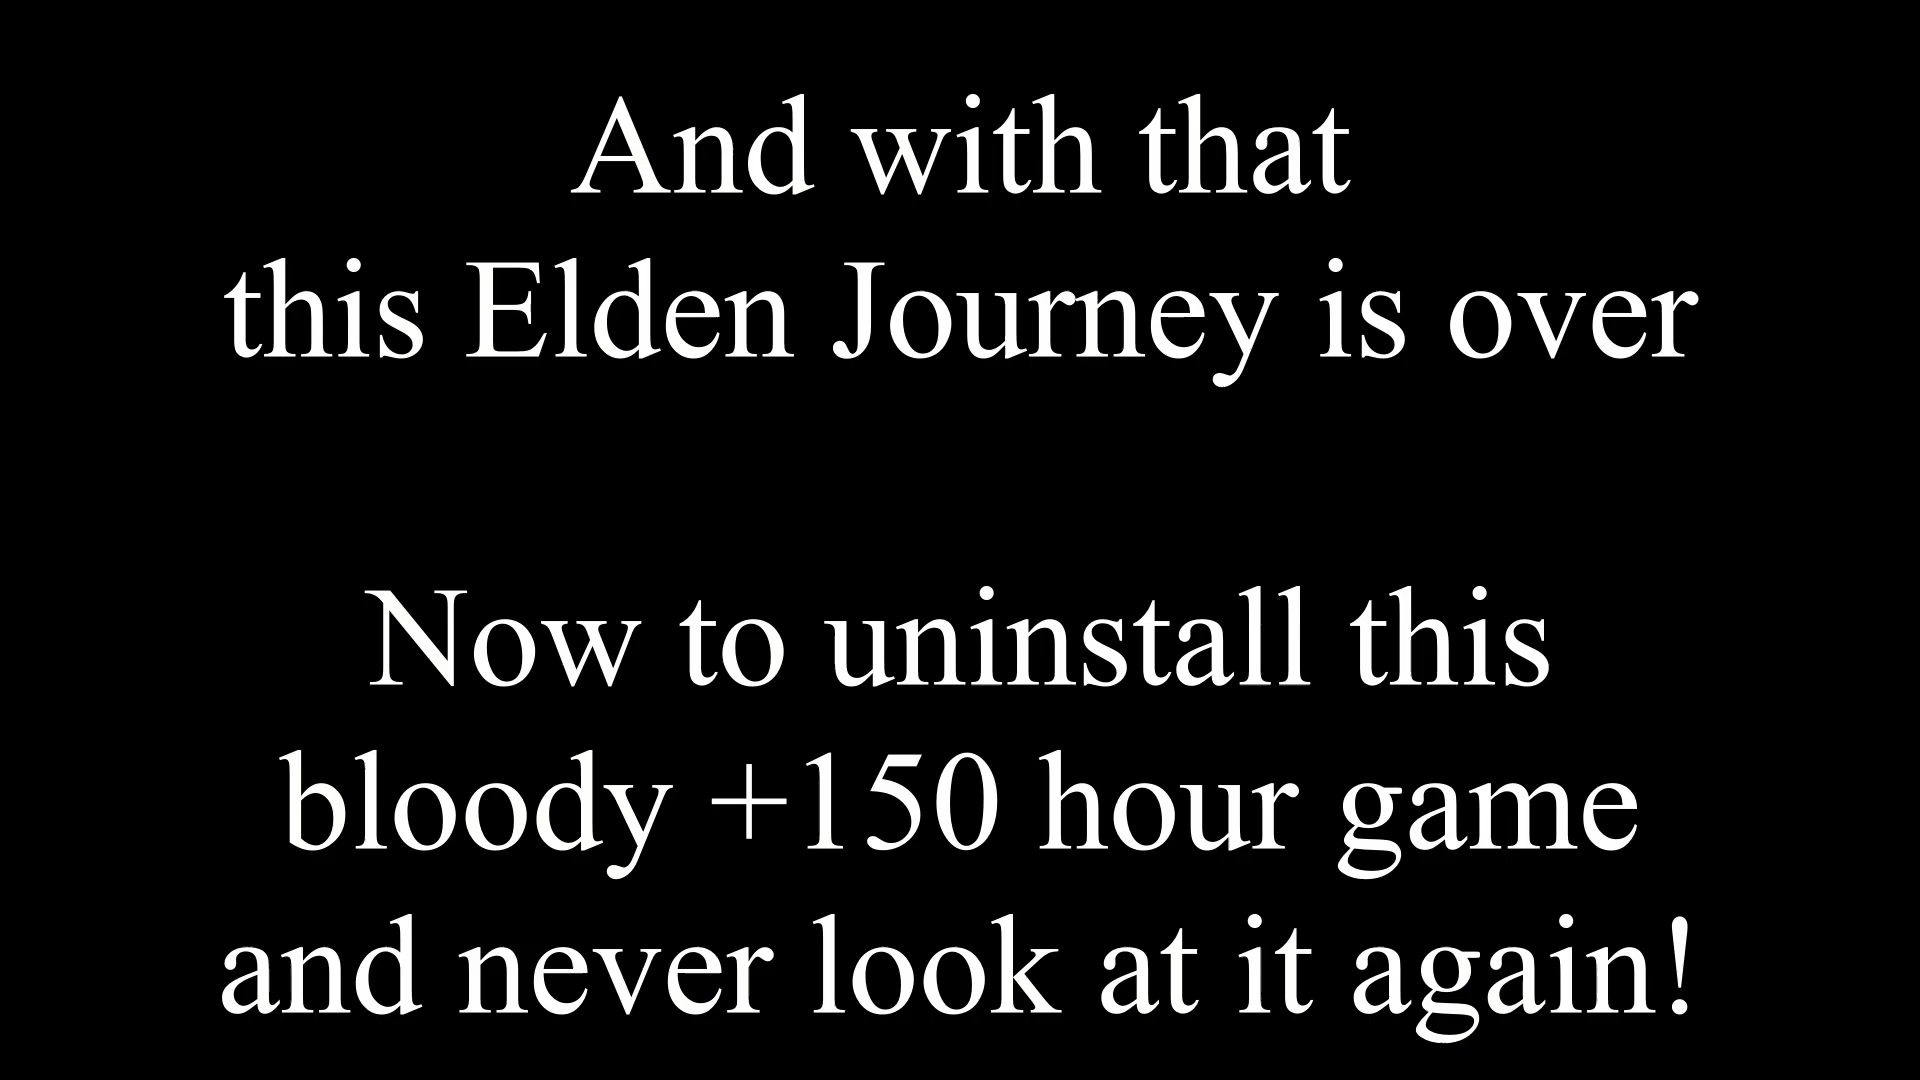 And with that
this Elden Journey is over
Now to uninstall this
bloody +150 hour game
and never look at it again!